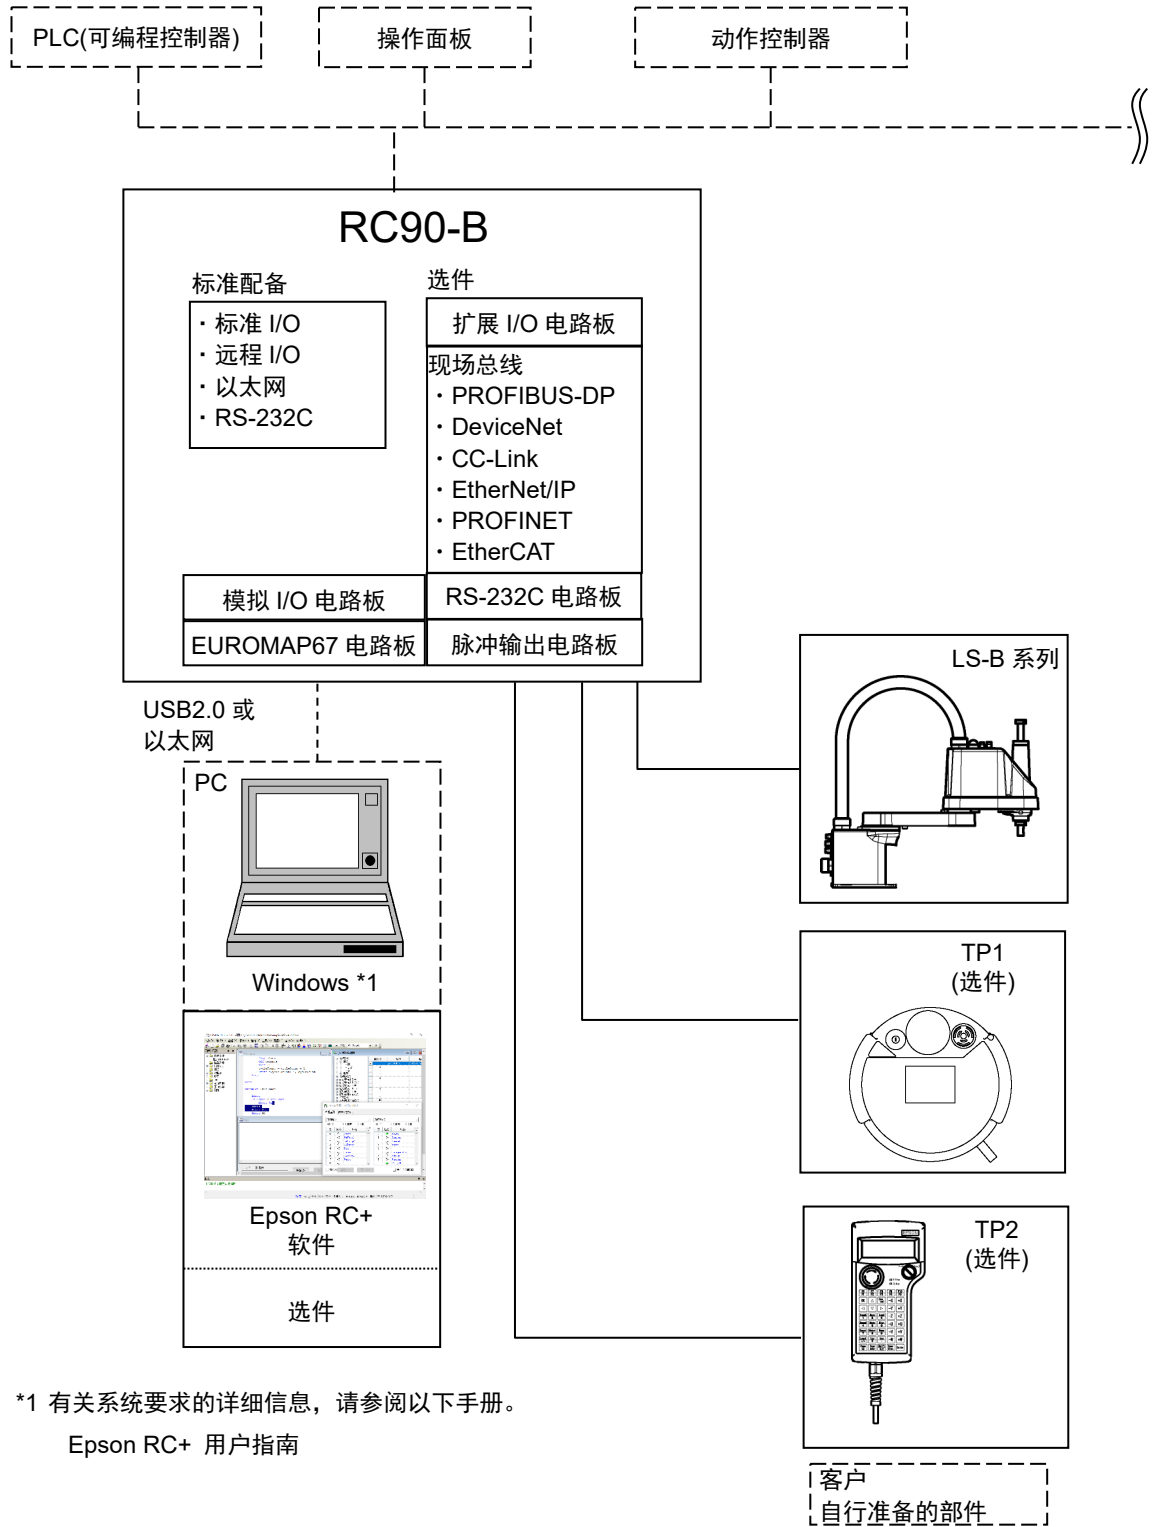 PLC(可编程控制器)
操作面板
动作控制器
RC90-B
标准配备
・标准 I/O
・远程 I/O
・以太网
・RS-232C
选件
扩展 I/O 电路板
现场总线
・PROFIBUS-DP
・DeviceNet
・CC-Link
・EtherNet/IP
・PROFINET
・EtherCAT
模拟 I/O 电路板
RS-232C 电路板
EUROMAP67 电路板
脉冲输出电路板
USB2.0 或
以太网
PC
Windows *1
Epson RC+
软件
选件
LS-B 系列
TP1
(选件)
TP2
(选件)
*1 有关系统要求的详细信息，请参阅以下手册。
Epson RC+ 用户指南
客户
自行准备的部件